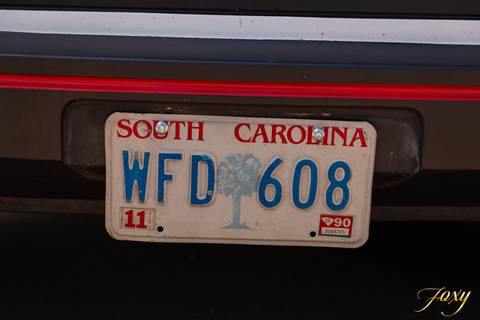 SOUTH CAROLINA
WFD 608
11 90
Foxy